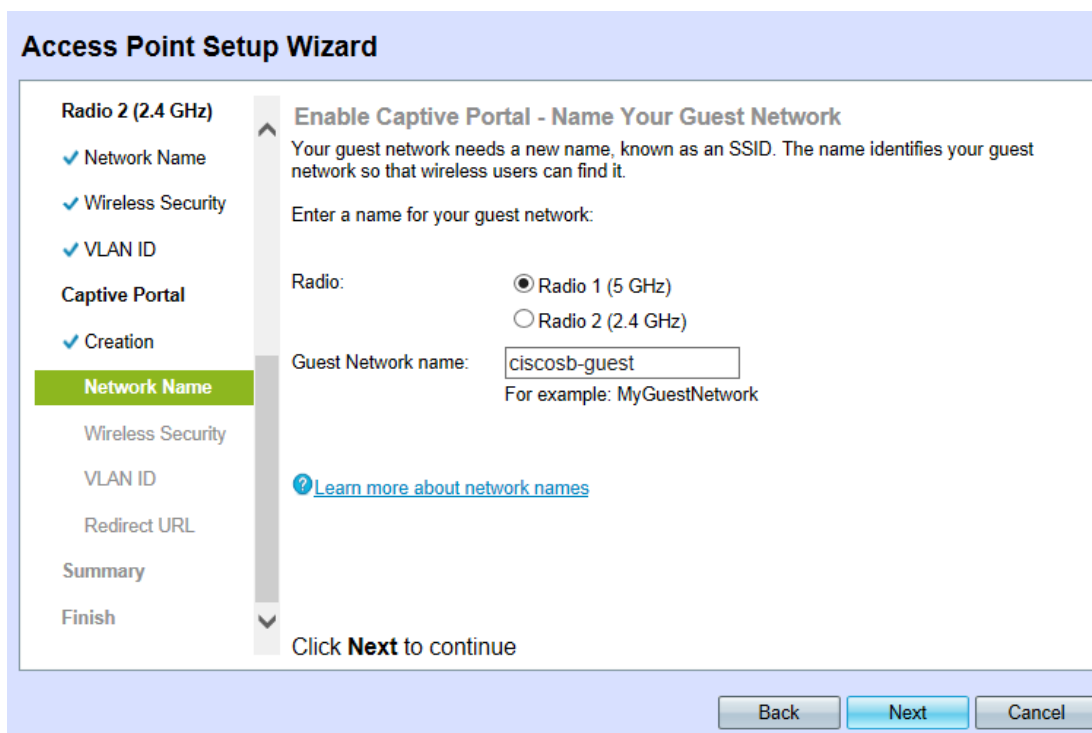 Access Point Setup Wizard
Radio 2 (2.4 GHz)
Network Name
Wireless Security
VLAN ID
Captive Portal
Creation
Network Name
Wireless Security
VLAN ID
Redirect URL
Summary
Finish
Enable Captive Portal - Name Your Guest Network
Your guest network needs a new name, known as an SSID. The name identifies your guest
network so that wireless users can find it.
Enter a name for your guest network:
Radio:
Radio 1 (5 GHz)
Radio 2 (2.4 GHz)
Guest Network name:
ciscosb-guest
For example: MyGuestNetwork
?Learn more about network names
Click Next to continue
Back Next Cancel